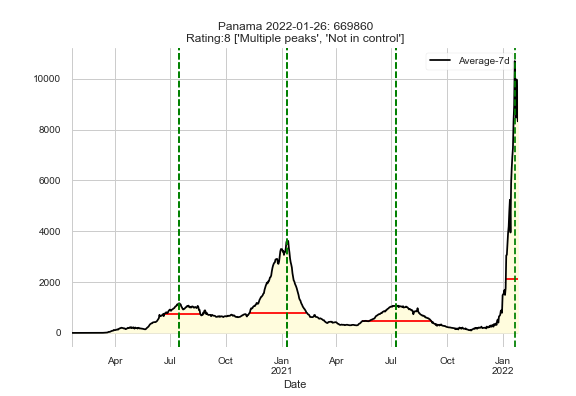 Panama 2022-01-26: 669860
Rating:8 ['Multiple peaks', 'Not in control']
Average-7d
10000
8000
6000
4000
2000
0
Apr Jul Oct Jan Apr Jul Oct Jan
2021 2022
Date